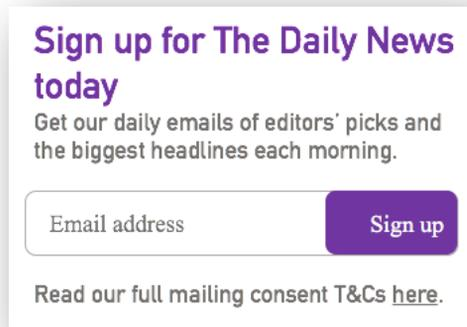 Sign up for The Daily News
today
Get our daily emails of editors’ picks and
the biggest headlines each morning.
Email address
Sign up
Read our full mailing consent T&Cs here.